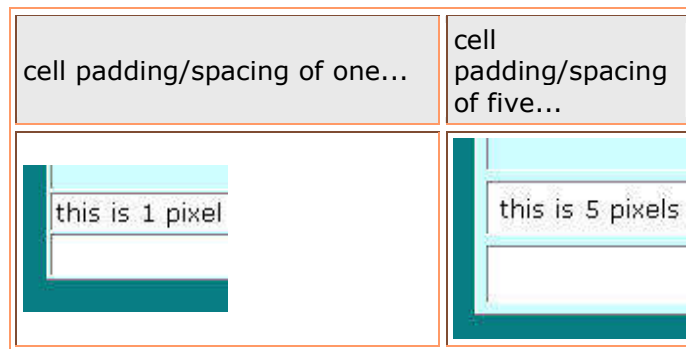 cell padding/spacing of one...
cell
padding/spacing
of five...
this is 1 pixel
this is 5 pixels